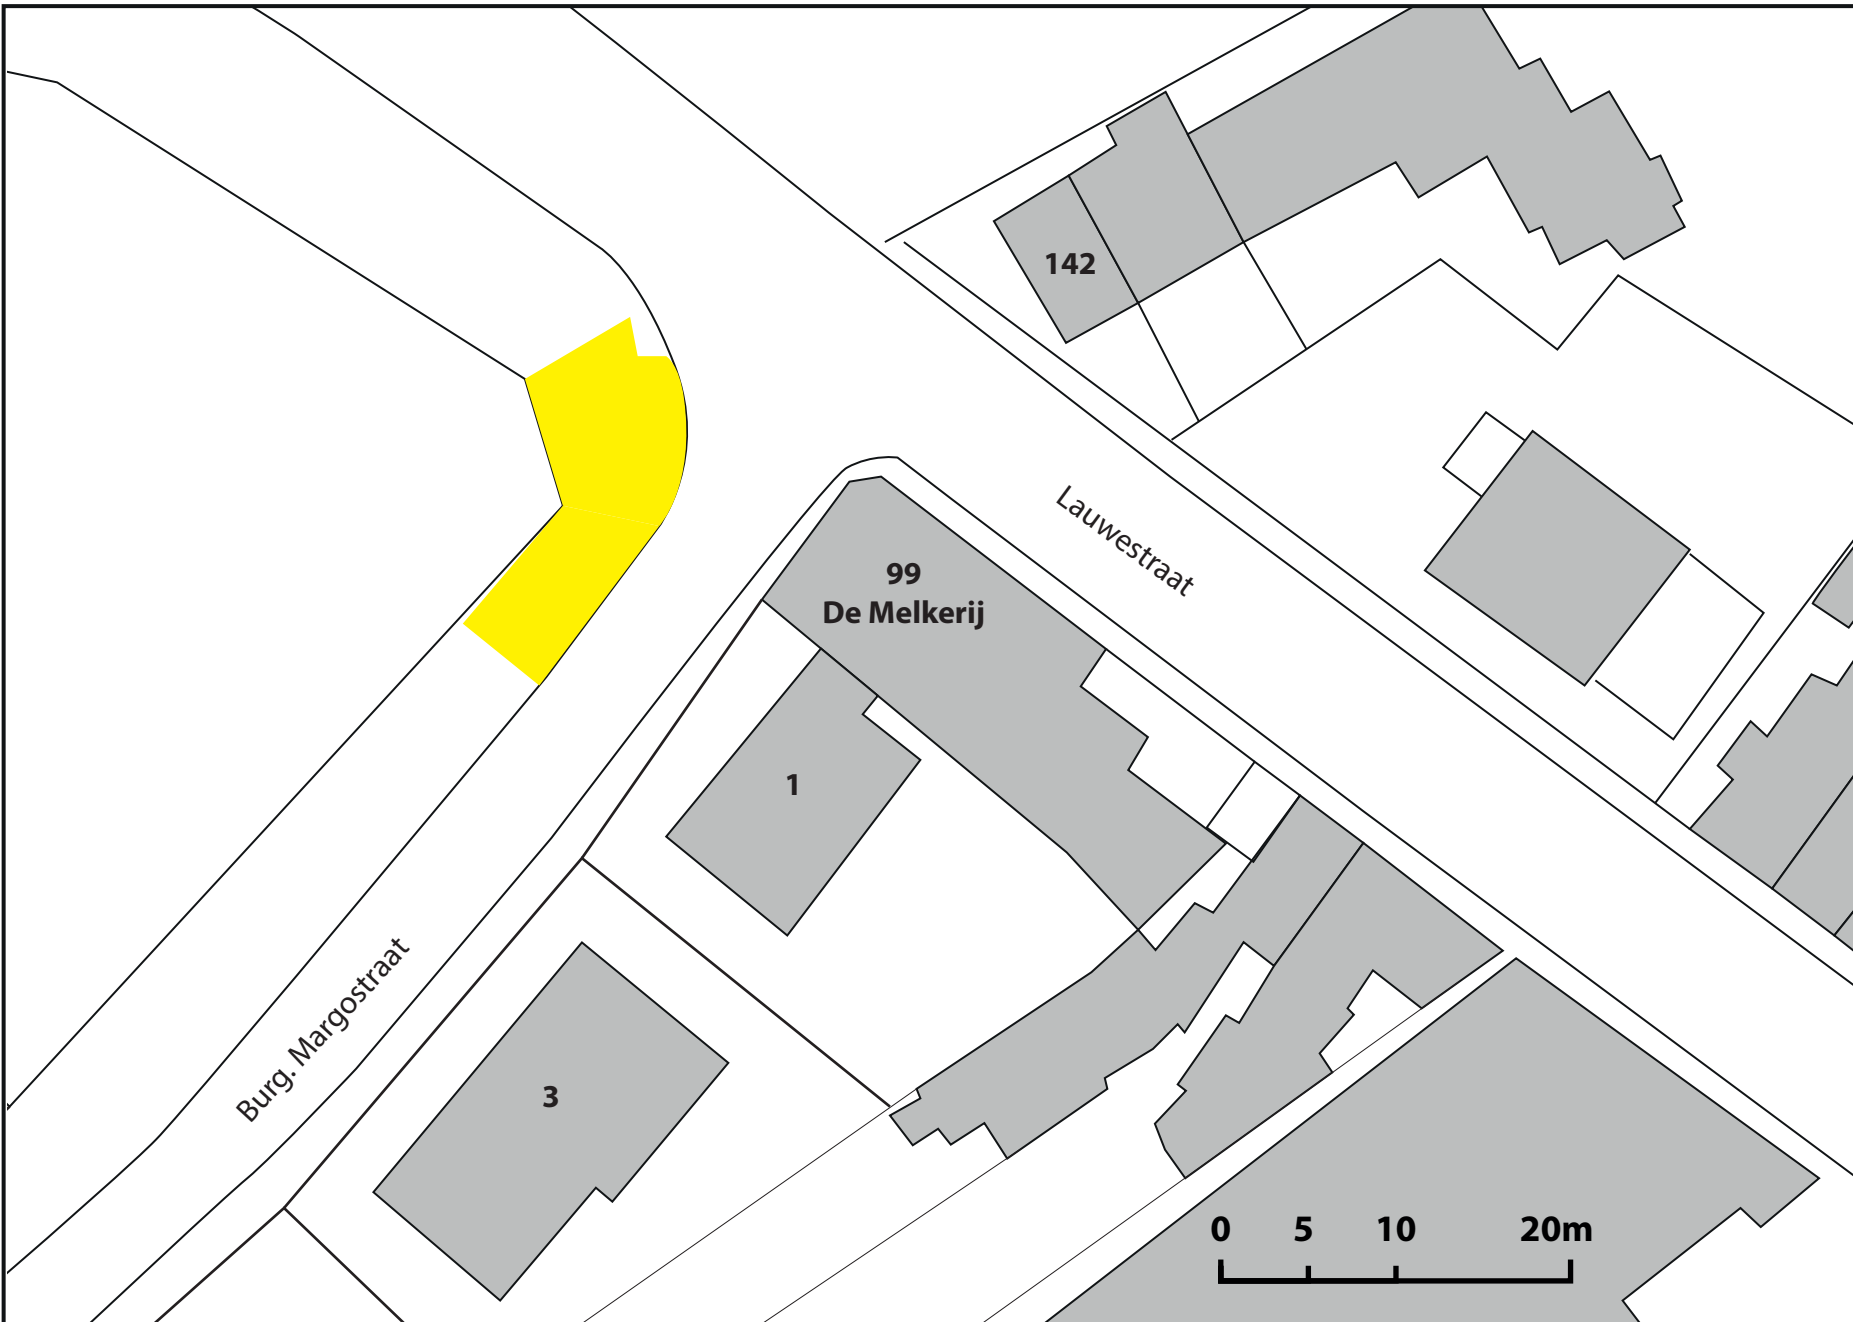 142
Lauwestraat
99
De Melkerij
1
Burg. Margostraat
3
0 5 10 20m